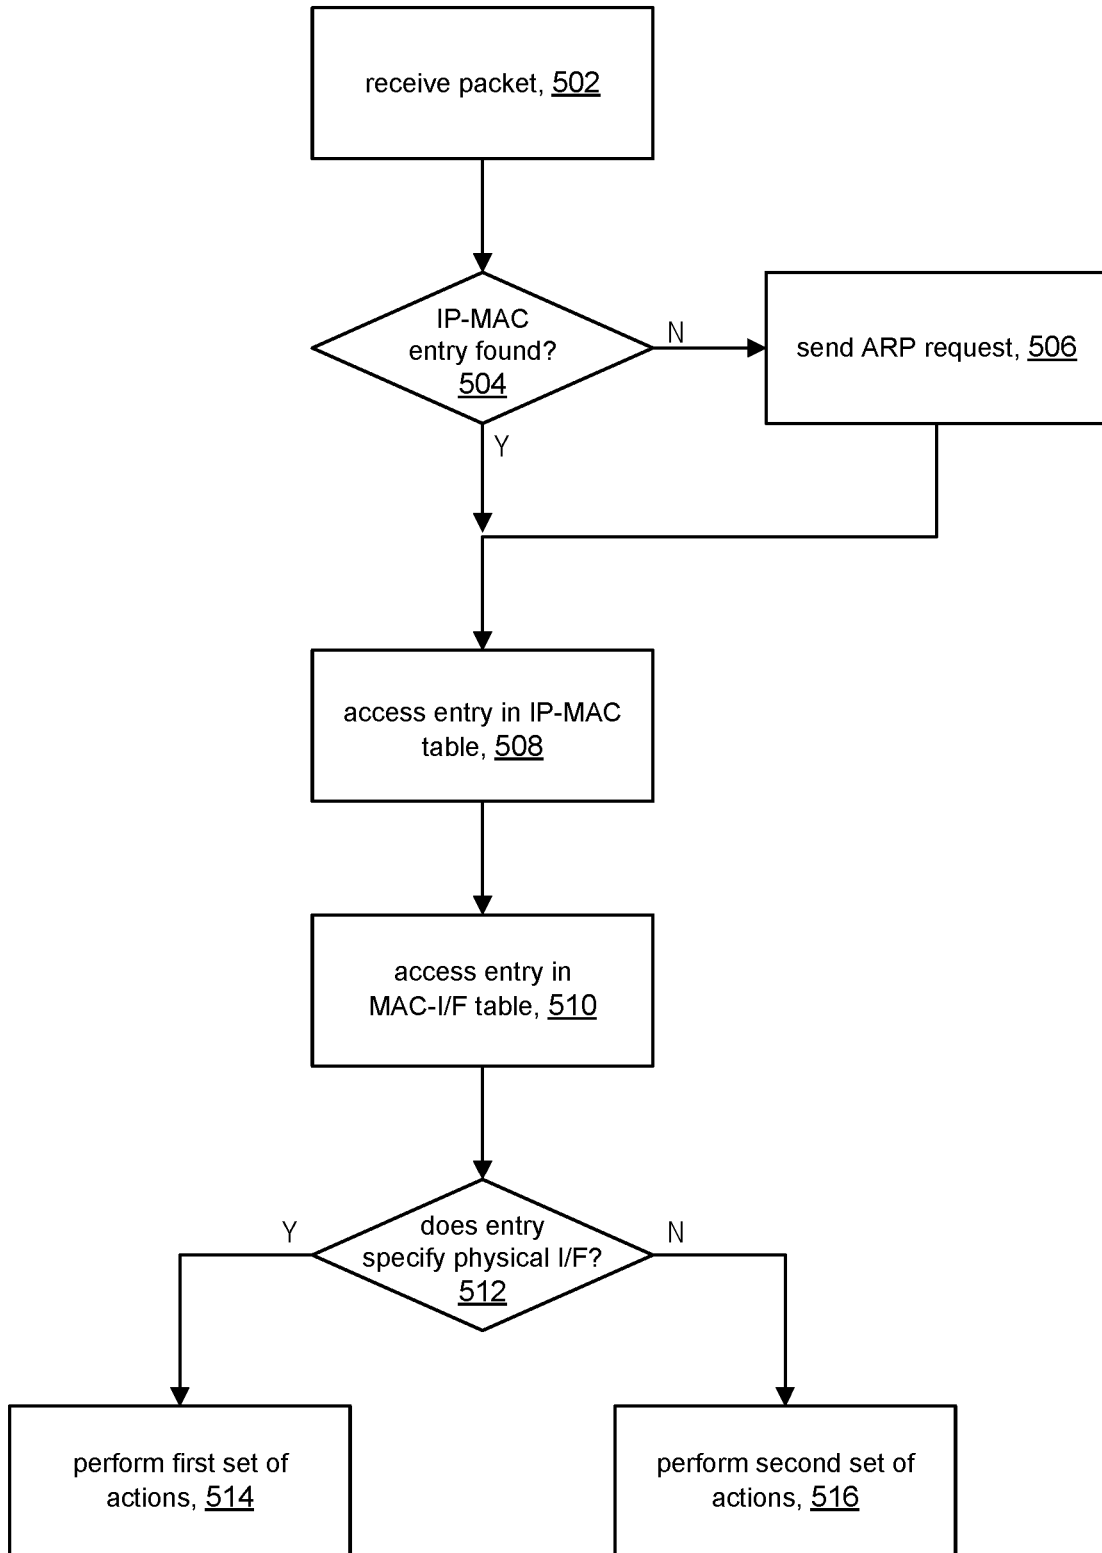 receive packet, 502
IP-MAC
entry found?
504
N
send ARP request, 506
Y
access entry in IP-MAC
table, 508
access entry in
MAC-I/F table, 510
Y
does entry
specify physical I/F?
512
N
perform first set of
actions, 514
perform second set of
actions, 516